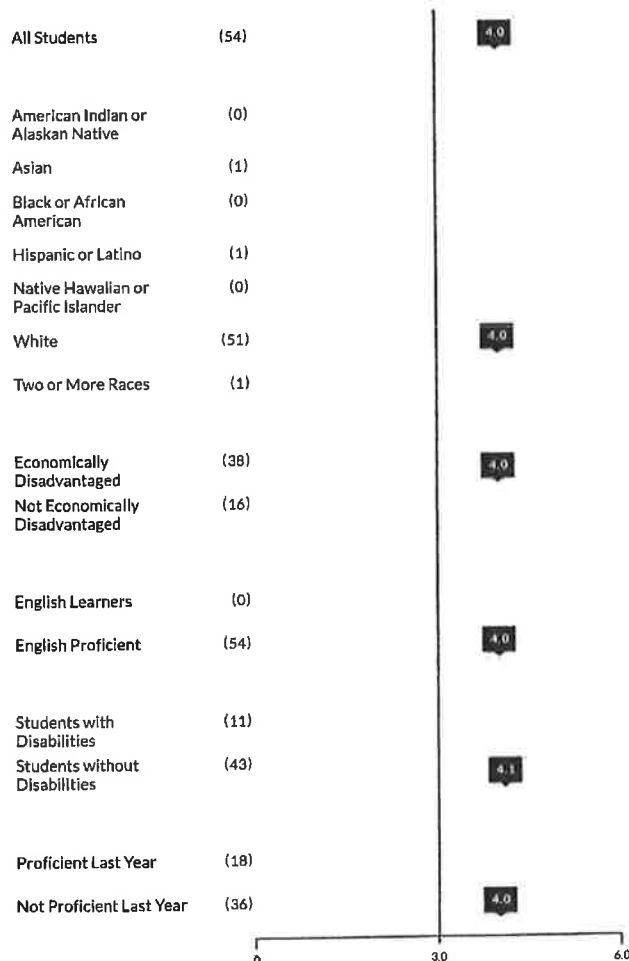 All Students (54) 4.0
American Indian or (0)
Alaskan Native
Asian (1)
Black or African (0)
American
Hispanic or Latino (1)
Native Hawaiian or (0)
Pacific Islander
White (51) 4.0
Two or More Races (1)
Economically (38) 4.0
Disadvantaged
Not Economically (16)
Disadvantaged
English Learners (0)
English Proficient (54) 4.0
Students with (11)
Disabilities
Students without (43) 4.1
Disabilities
Proficient Last Year (18)
Not Proficient Last Year (36) 4.0
0 3.0 6.0